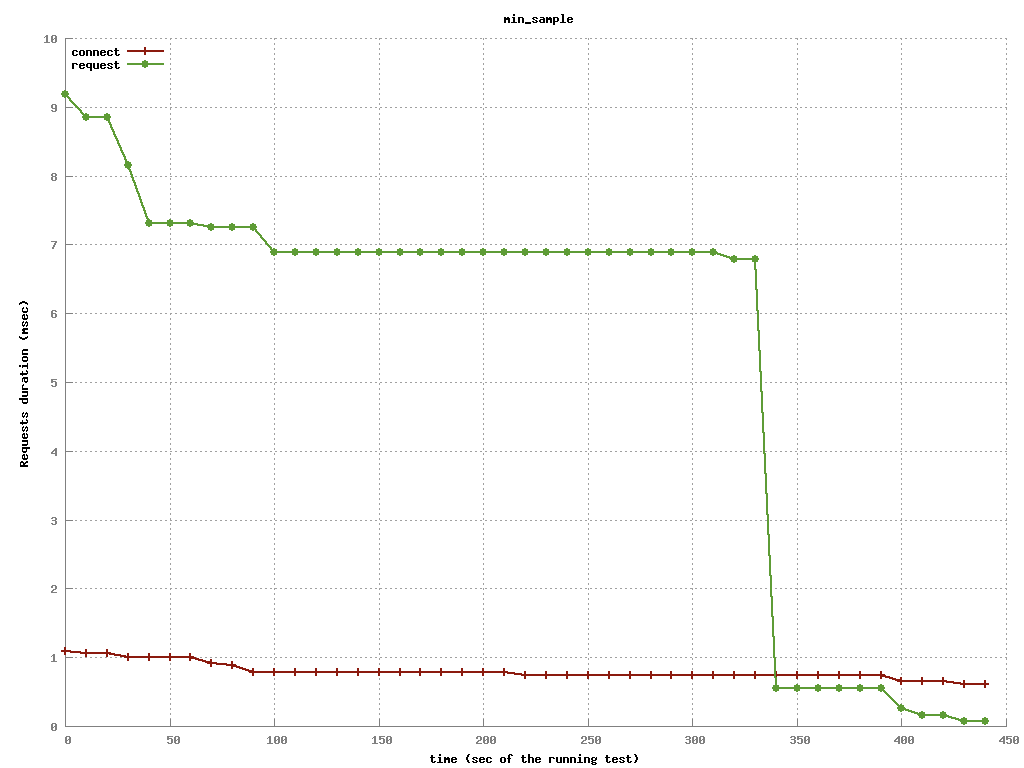 min_sample
10
connect
request
9
8
7
6
5
4
3
2
1
0
Requests duration (msec)
0 50 100 150 200 250 300 350 400 450
time (sec of the running test)